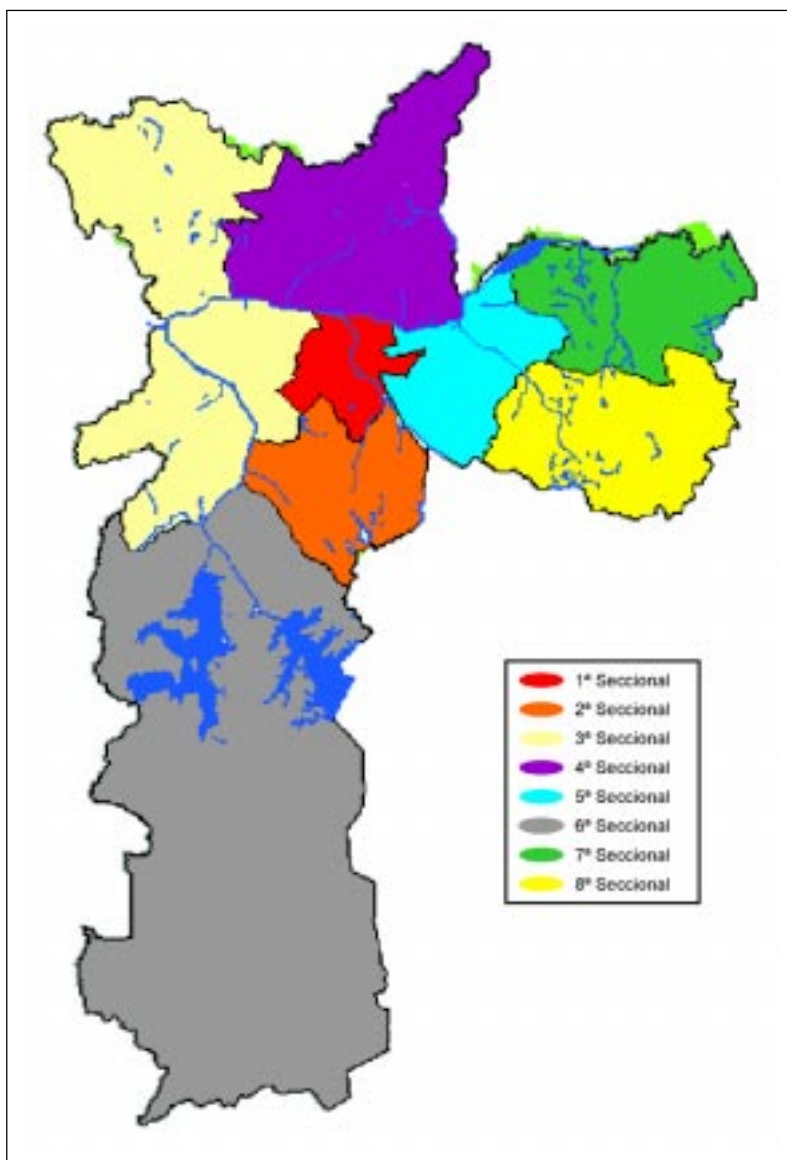 1ª Seccional
2ª Seccional
3ª Seccional
4ª Seccional
5ª Seccional
6ª Seccional
7ª Seccional
8ª Seccional